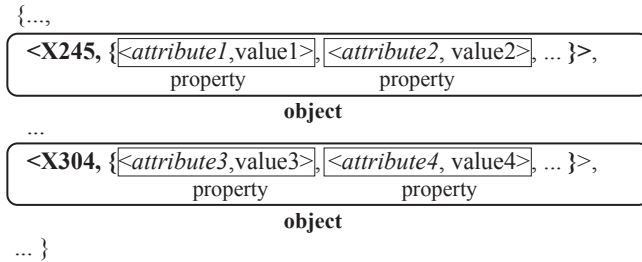 {...,
<X245, {<attribute1,value1>, <attribute2, value2>, ... }>,
property property
object
...
<X304, {<attribute3,value3>, <attribute4, value4>, ... }>,
property property
object
... }